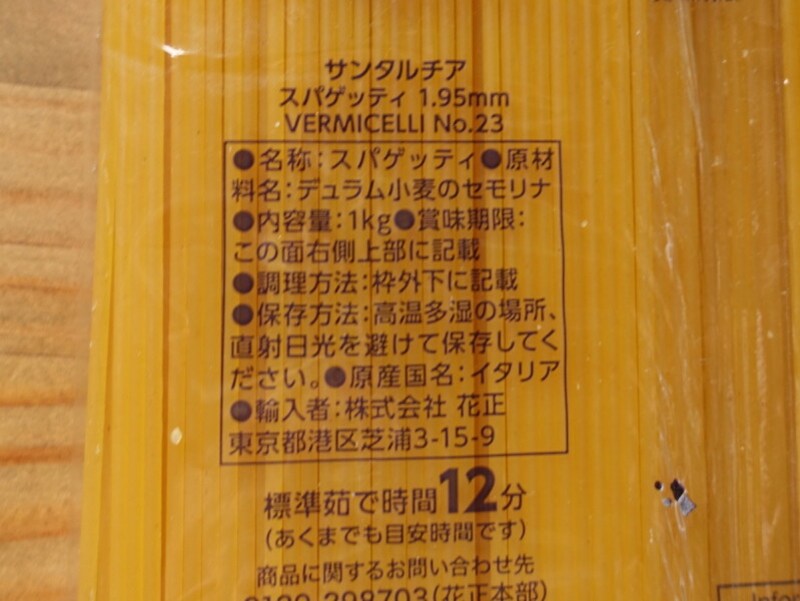 サンタルチア
スパゲッティ 1.95mm
VERMICELLI No.23
●名称：スパゲッティ●原材
料名：デュラム小麦のセモリナ
●内容量：1kg●賞味期限：
この面右側上部に記載
●調理方法：枠外下に記載
●保存方法：高温多湿の場所、
直射日光を避けて保存してく
ださい。●原産国名：イタリア
●輸入者：株式会社 花正
東京都港区芝浦3-15-9
標準茹で時間12分
(あくまでも目安時間です)
商品に関するお問い合わせ先
0120-298703(花正本部)